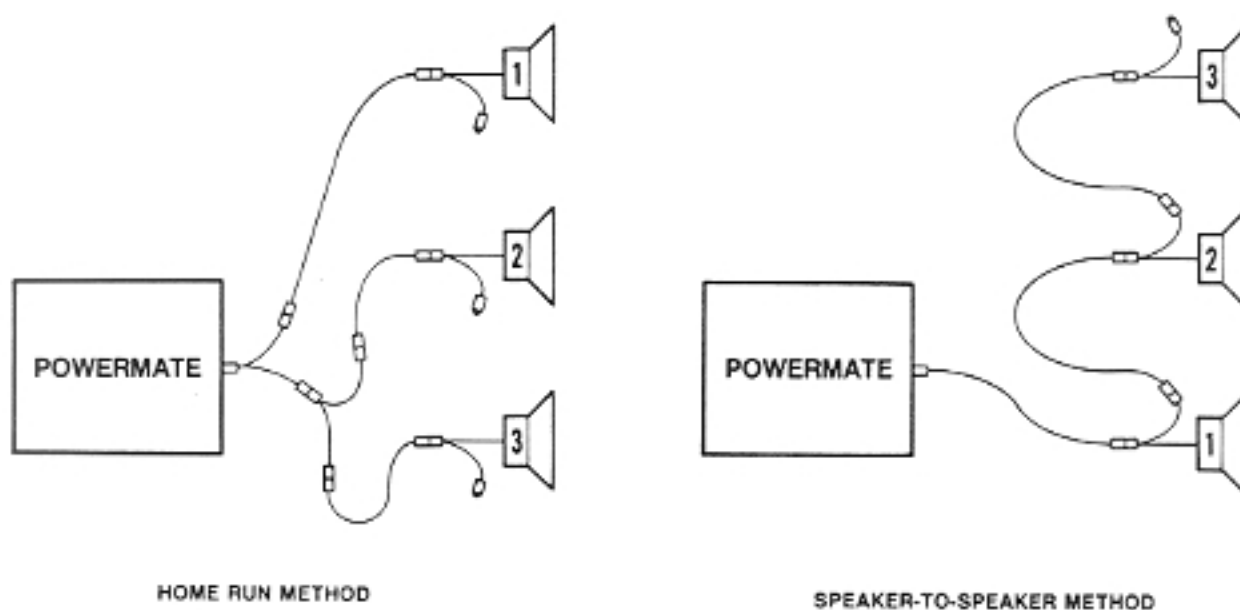 1
2
POWERMATE
3
HOME RUN METHOD
3
2
POWERMATE
1
SPEAKER-TO-SPEAKER METHOD